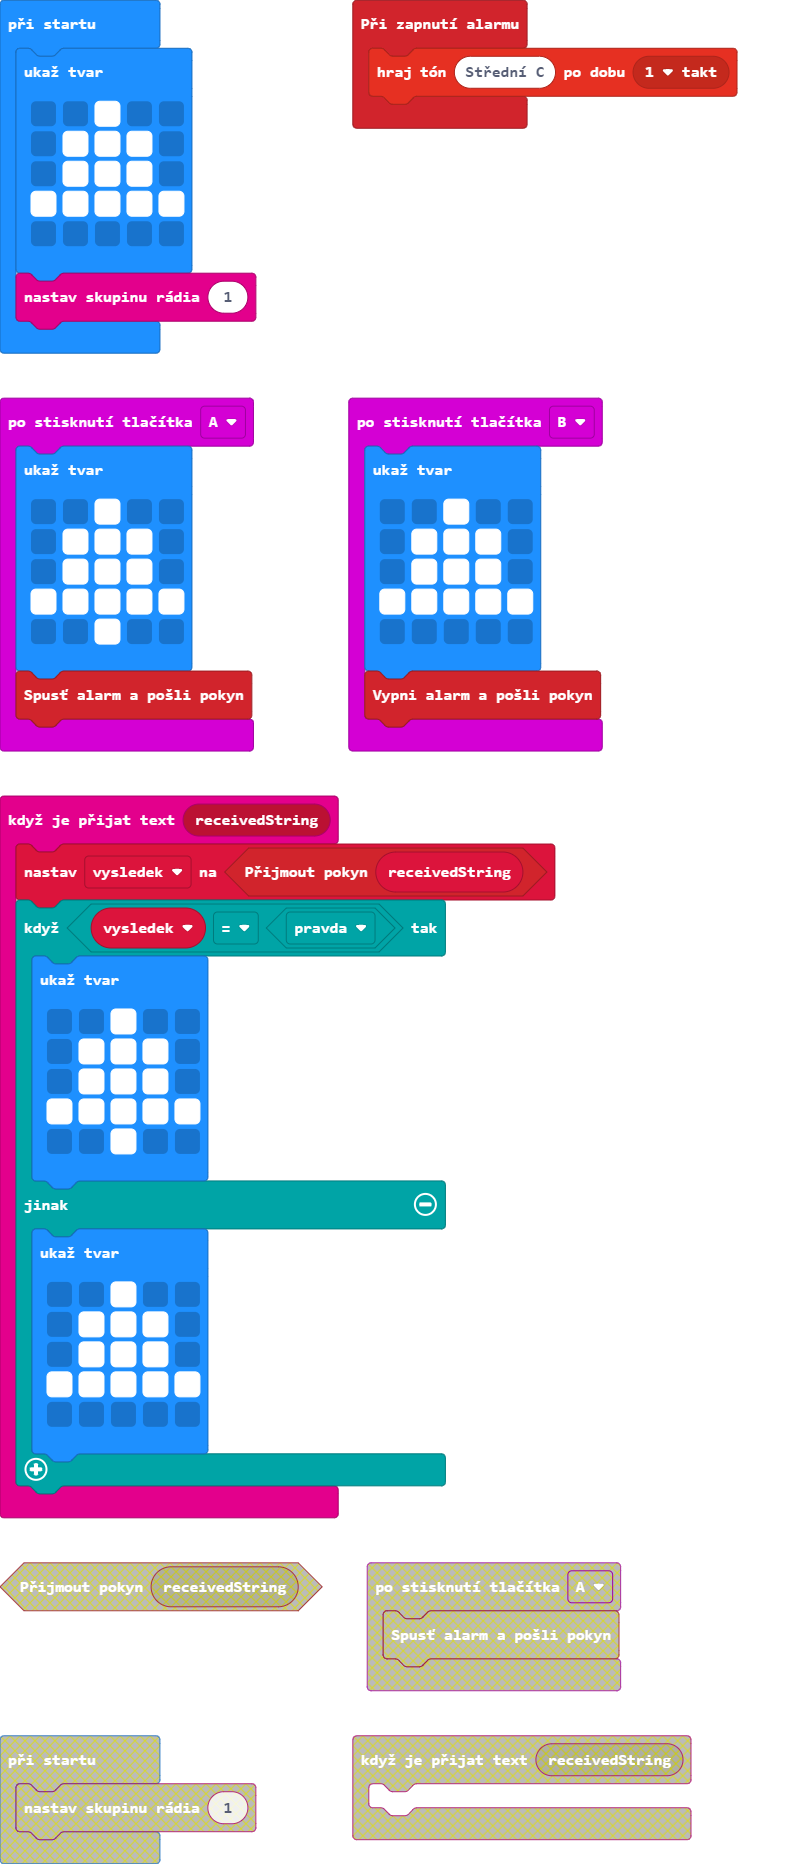 při startu
ukaž tvar
nastav skupinu rádia 1
Při zapnutí alarmu
hraj tón Střední C po dobu 1 takt
po stisknutí tlačítka A
ukaž tvar
Spusť alarm a pošli pokyn
po stisknutí tlačítka B
ukaž tvar
Vypni alarm a pošli pokyn
když je přijat text receivedString
nastav vysledek na Přijmout pokyn receivedString
když vysledek = pravda tak
ukaž tvar
jinak
ukaž tvar
Přijmout pokyn receivedString
po stisknutí tlačítka A
Spusť alarm a pošli pokyn
při startu
nastav skupinu rádia 1
když je přijat text receivedString